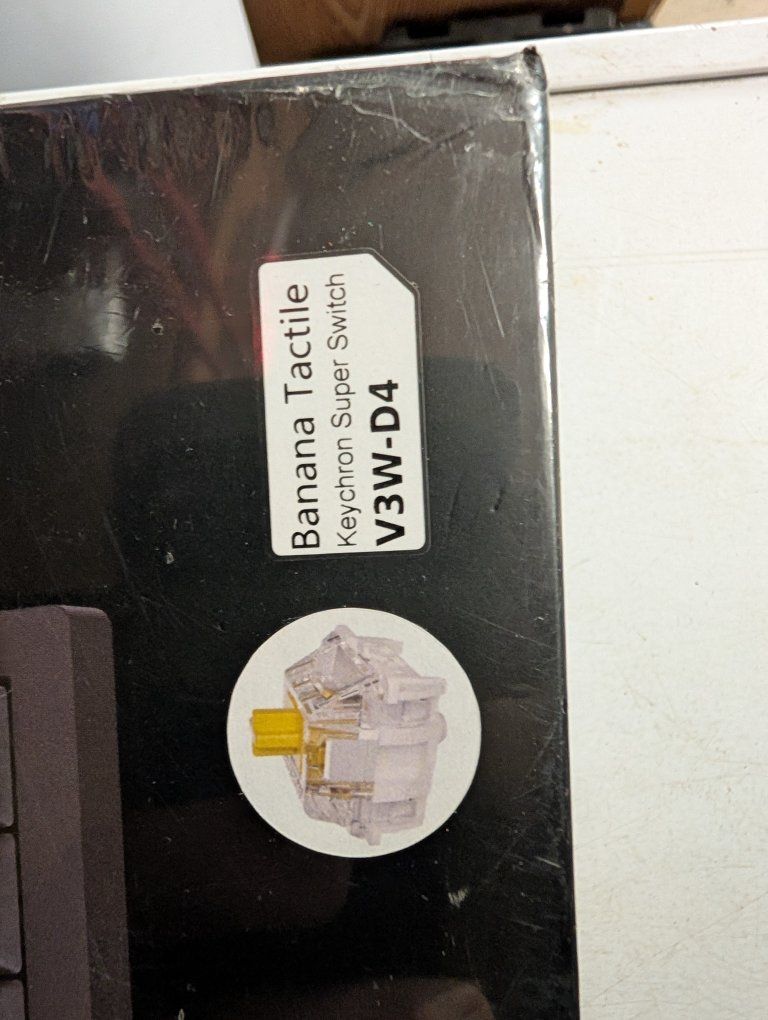 Banana Tactile
Keychron Super Switch
V3W-D4